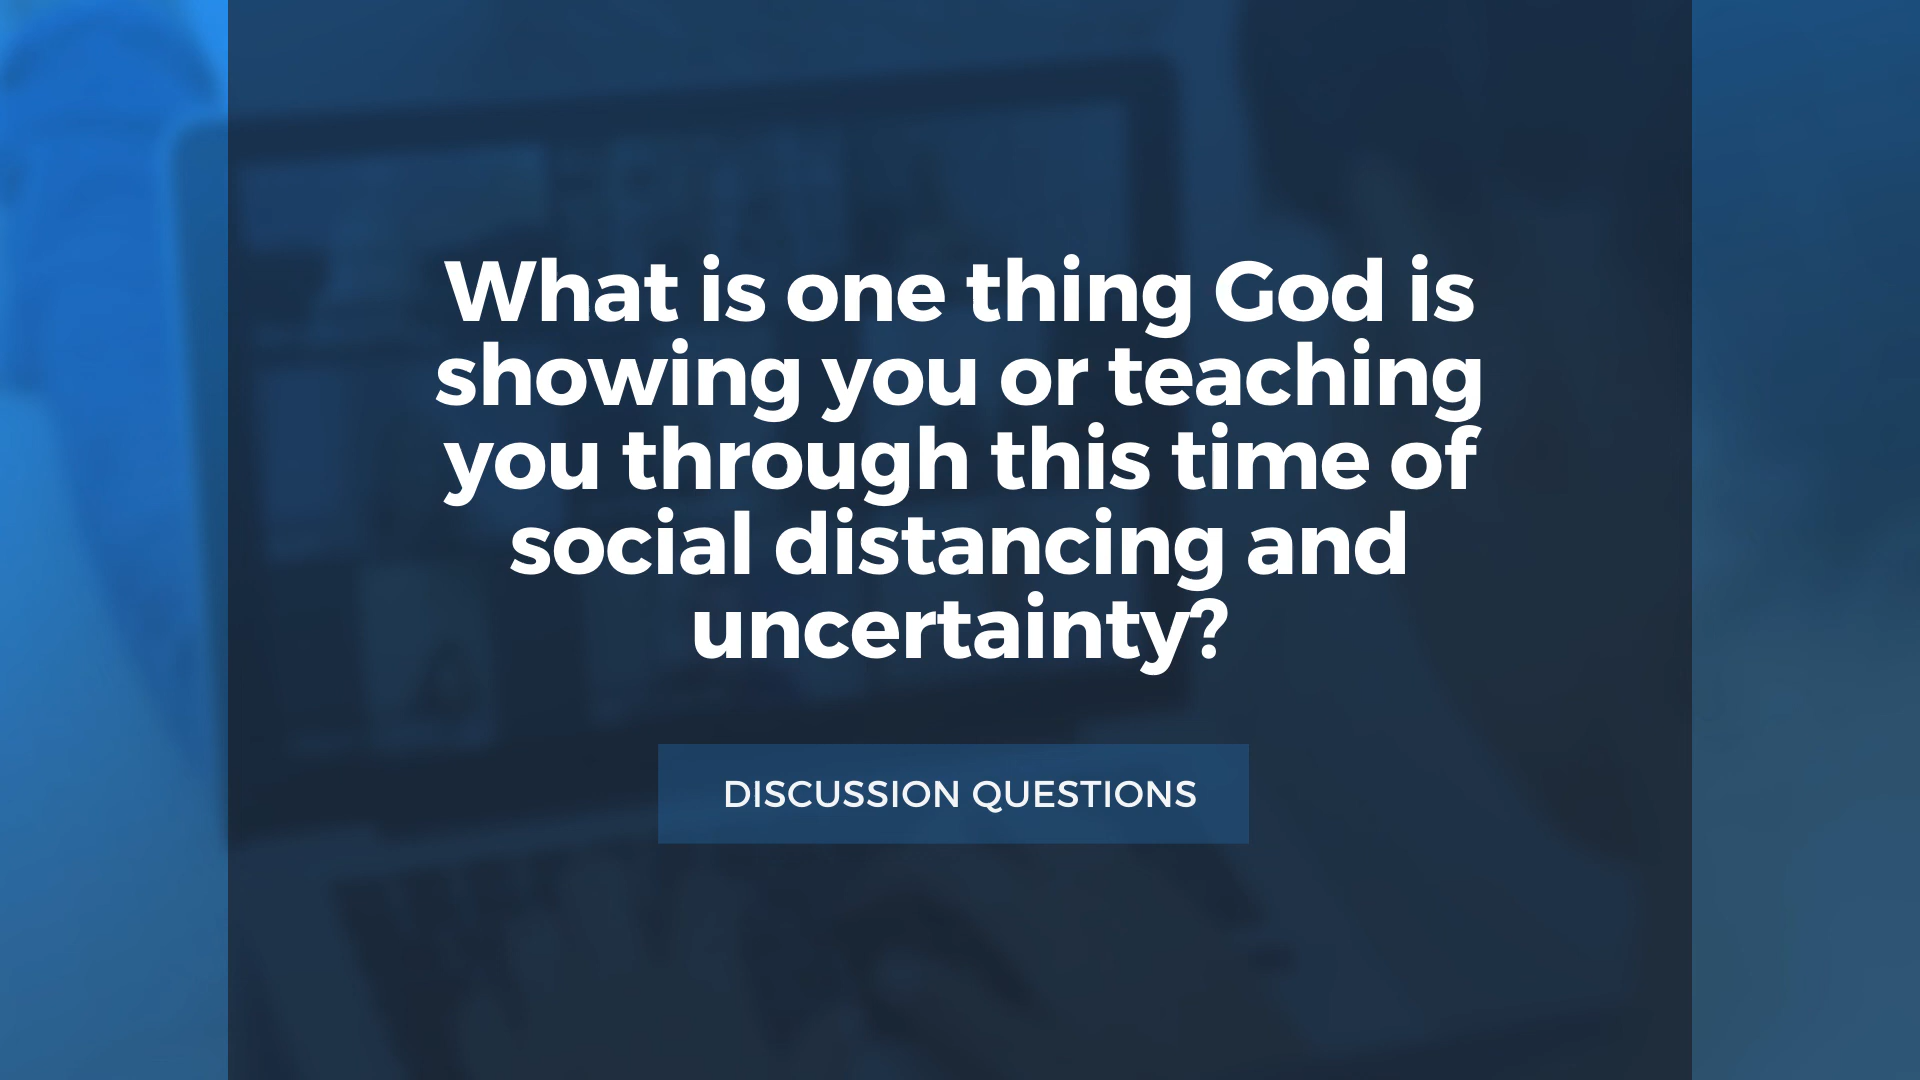 What is one thing God is
showing you or teaching
you through this time of
social distancing and
uncertainty?
DISCUSSION QUESTIONS